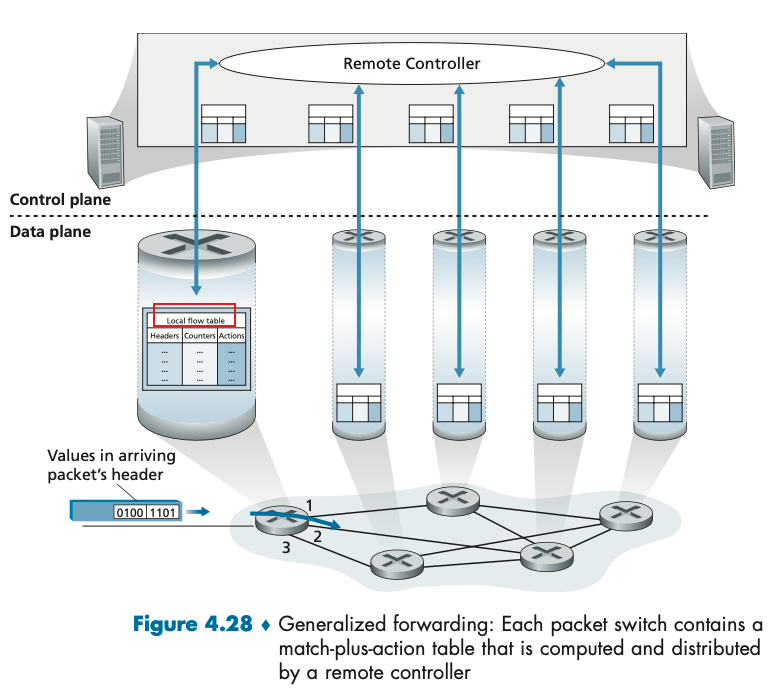 Remote Controller
Control plane
Data plane
Local flow table
Headers Counters Actions
... ... ...
... ... ...
... ... ...
... ... ...
Values in arriving
packet's header
0100 1101
1
2
3
Figure 4.28 ♦ Generalized forwarding: Each packet switch contains a
match-plus-action table that is computed and distributed
by a remote controller